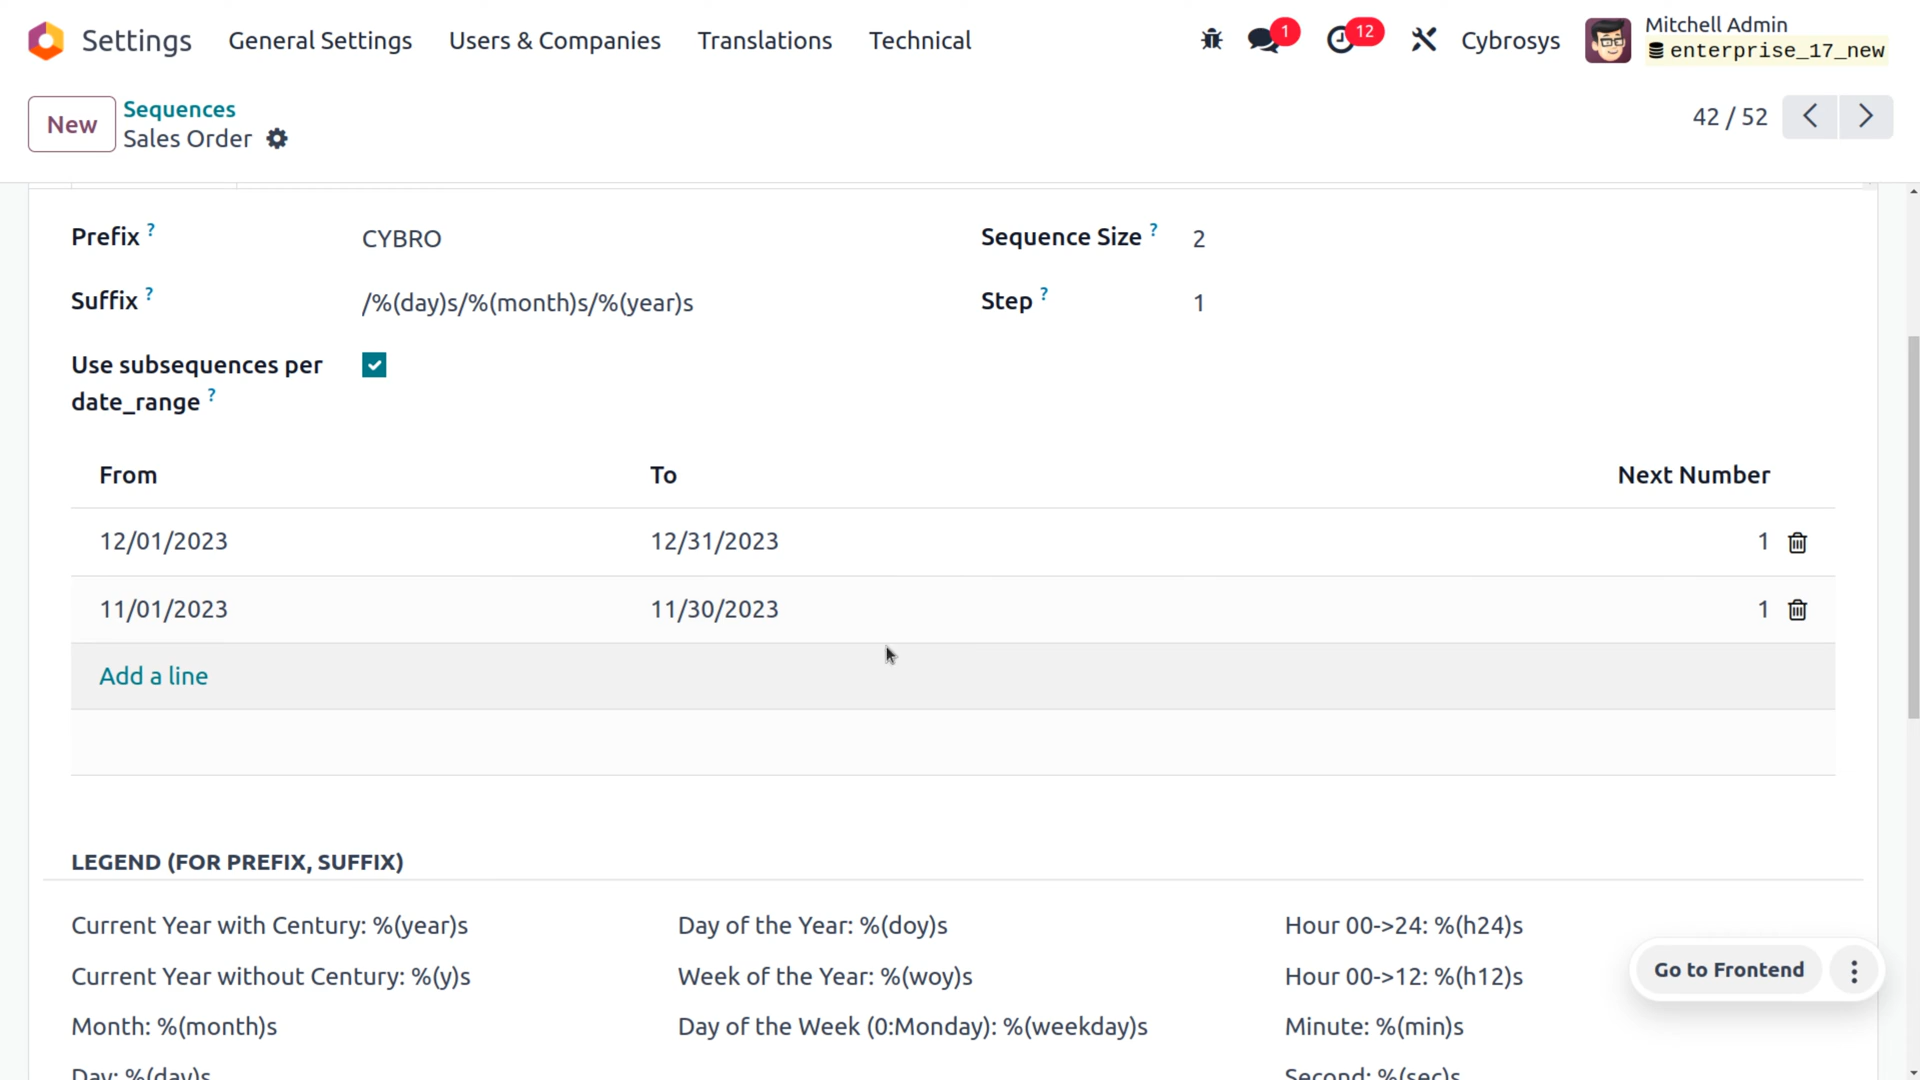 Settings General Settings Users & Companies Translations Technical 1 12 Cybrosys Mitchell Admin
enterprise_17_new
New Sequences
Sales Order
42 / 52
Prefix ? CYBRO Sequence Size ? 2
Suffix ? /%(day)s/%(month)s/%(year)s Step ? 1
Use subsequences per
date_range ?
From To Next Number
12/01/2023 12/31/2023 1
11/01/2023 11/30/2023 1
Add a line
LEGEND (FOR PREFIX, SUFFIX)
Current Year with Century: %(year)s Day of the Year: %(doy)s Hour 00->24: %(h24)s
Current Year without Century: %(y)s Week of the Year: %(woy)s Hour 00->12: %(h12)s
Go to Frontend
Month: %(month)s Day of the Week (0:Monday): %(weekday)s Minute: %(min)s
Day: %(day)s Second: %(sec)s